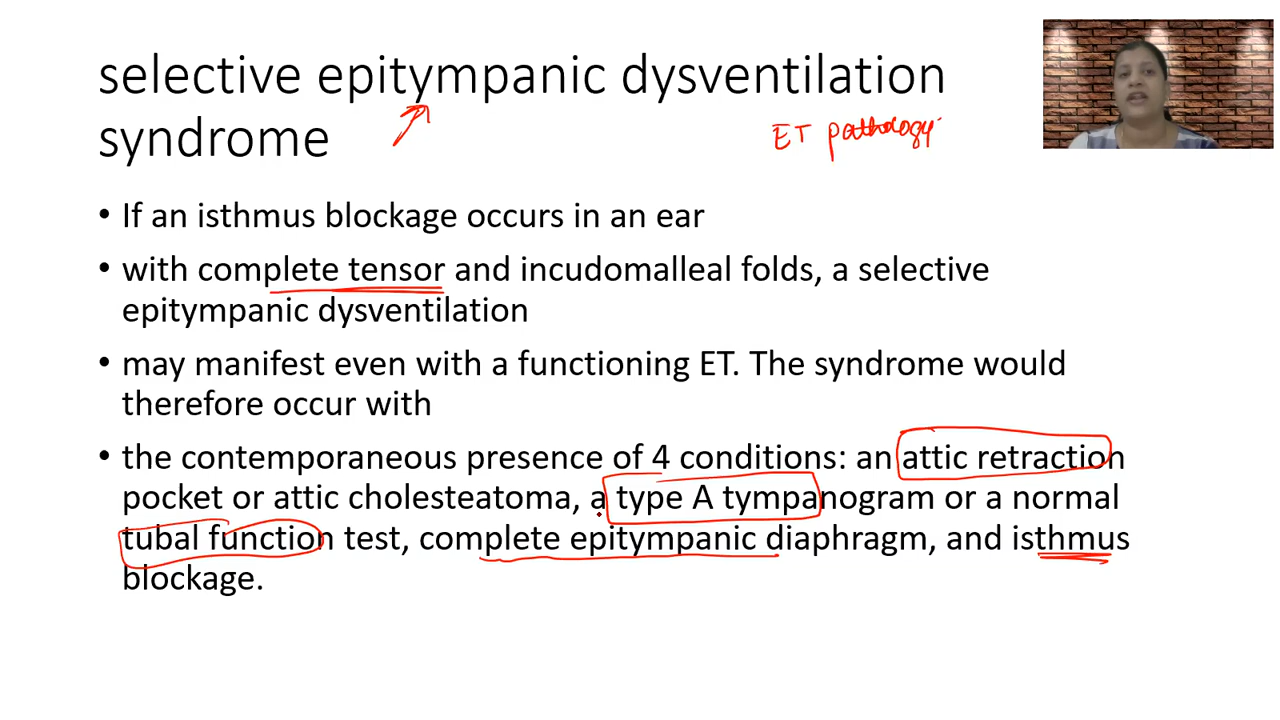 selective epitympanic dysventilation
syndrome
ET pathology
• If an isthmus blockage occurs in an ear
• with complete tensor and incudomalleal folds, a selective
epitympanic dysventilation
• may manifest even with a functioning ET. The syndrome would
therefore occur with
• the contemporaneous presence of 4 conditions: an attic retraction
pocket or attic cholesteatoma, a type A tympanogram or a normal
tubal function test, complete epitympanic diaphragm, and isthmus
blockage.